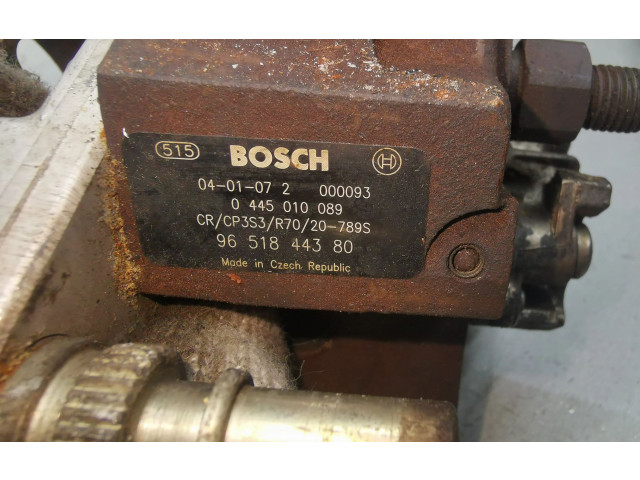 515 BOSCH
04-01-07 2 000093
0 445 010 089
CR/CP3S3/R70/20-789S
96 518 443 80
Made in Czech Republic